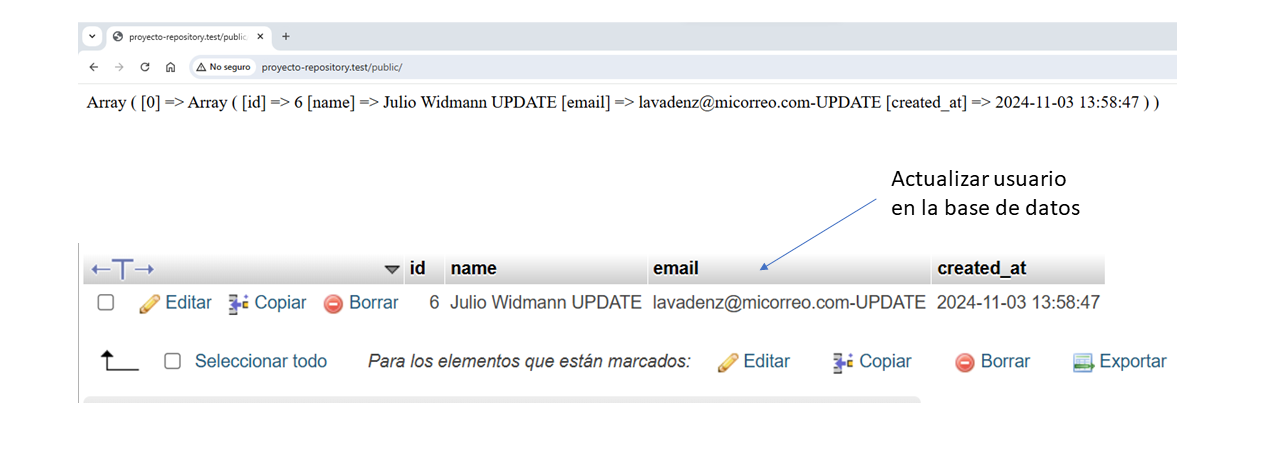 proyecto-repository.test/public
No seguro proyecto-repository.test/public/
Array ( [0] => Array ( [id] => 6 [name] => Julio Widmann UPDATE [email] => lavadenz@micorreo.com-UPDATE [created_at] => 2024-11-03 13:58:47 ) )
Actualizar usuario
en la base de datos
id name email created_at
Editar Copiar Borrar 6 Julio Widmann UPDATE lavadenz@micorreo.com-UPDATE 2024-11-03 13:58:47
Seleccionar todo Para los elementos que están marcados: Editar Copiar Borrar Exportar